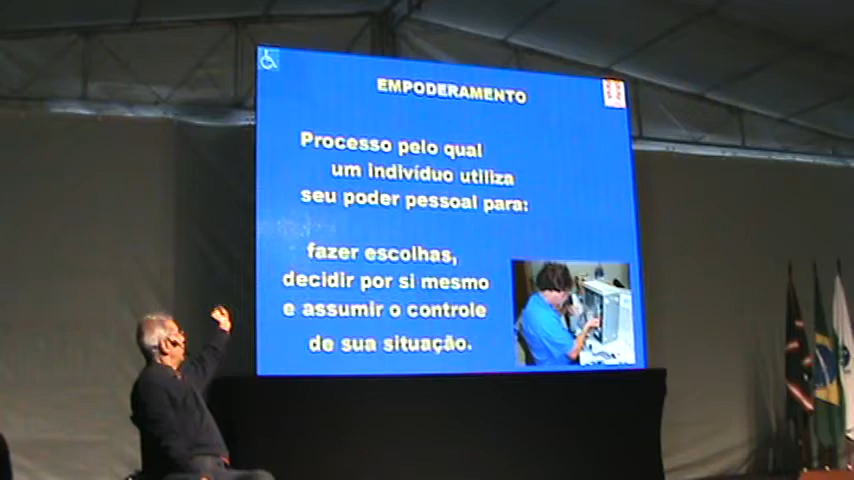 EMPODERAMENTO
Processo pelo qual
um indivíduo utiliza
seu poder pessoal para:
fazer escolhas,
decidir por si mesmo
e assumir o controle
de sua situação.